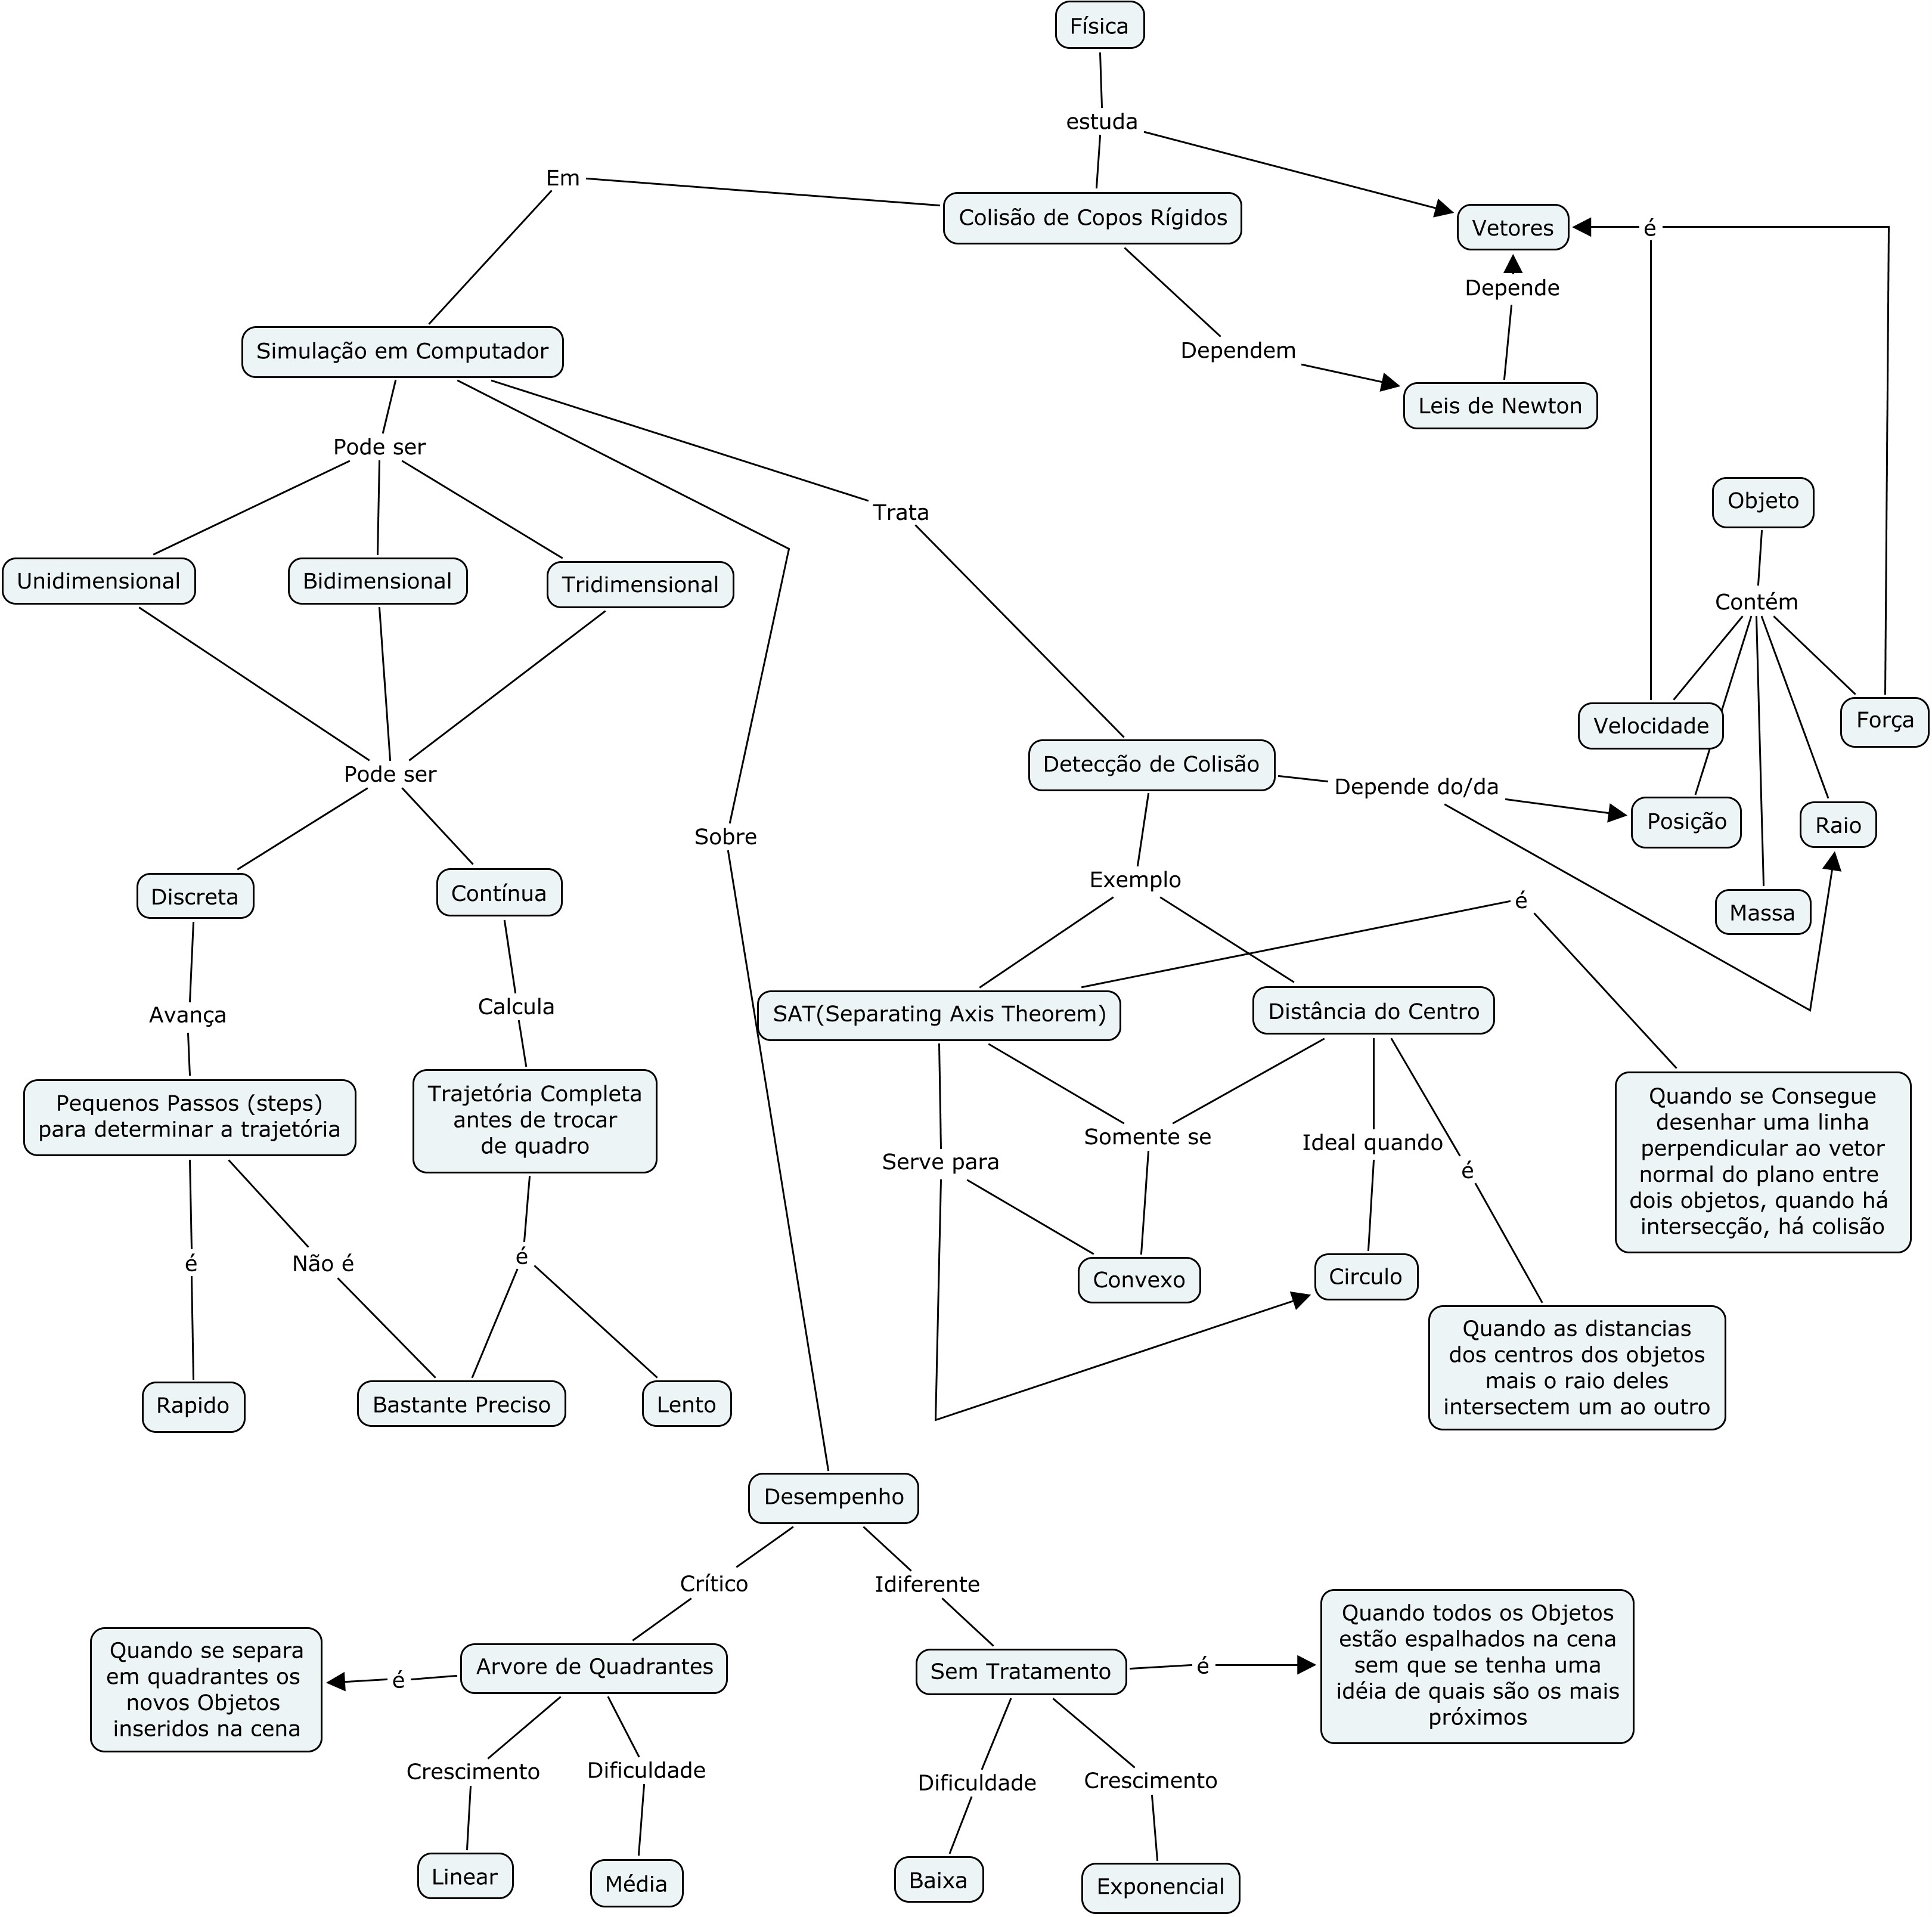 Física
estuda
Em
Colisão de Copos Rígidos
Vetores
é
Depende
Simulação em Computador
Dependem
Leis de Newton
Pode ser
Trata
Objeto
Unidimensional
Bidimensional
Tridimensional
Contém
Velocidade
Força
Pode ser
Detecção de Colisão
Depende do/da
Posição
Raio
Sobre
Discreta
Contínua
Exemplo
é
Massa
Avança
Calcula
SAT(Separating Axis Theorem)
Distância do Centro
Pequenos Passos (steps)
para determinar a trajetória
Trajetória Completa
antes de trocar
de quadro
Serve para
Somente se
Ideal quando
é
Quando se Consegue
desenhar uma linha
perpendicular ao vetor
normal do plano entre
dois objetos, quando há
intersecção, há colisão
é
Não é
é
Convexo
Circulo
Quando as distancias
dos centros dos objetos
mais o raio deles
intersectem um ao outro
Rapido
Bastante Preciso
Lento
Desempenho
Crítico
Idiferente
Quando se separa
em quadrantes os
novos Objetos
inseridos na cena
é
Arvore de Quadrantes
Sem Tratamento
é
Quando todos os Objetos
estão espalhados na cena
sem que se tenha uma
idéia de quais são os mais
próximos
Crescimento
Dificuldade
Dificuldade
Crescimento
Linear
Média
Baixa
Exponencial